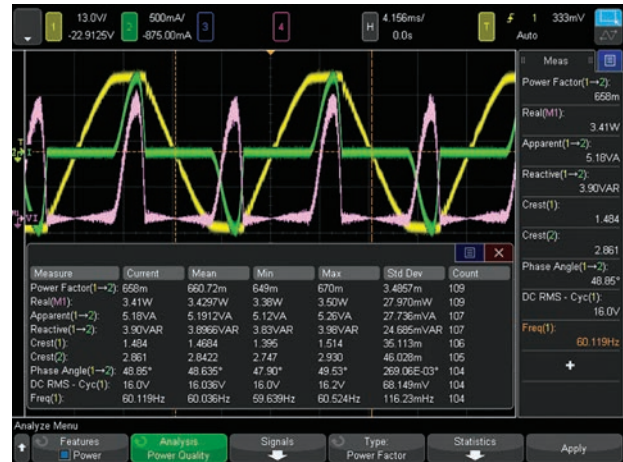 1 13.0V/ -22.9125V 2 500mA/ -875.00mA 3 4 H 4.156ms/ 0.0s T 1 333mV Auto
Meas
Power Factor(1→2):
658m
Real(M1):
3.41W
Apparent(1→2):
5.18VA
Reactive(1→2):
3.90VAR
Crest(1):
1.484
Crest(2):
2.861
Phase Angle(1→2):
48.85°
DC RMS - Cyc(1):
16.0V
Freq(1):
60.119Hz
+
T
I
VI
Measure Current Mean Min Max Std Dev Count
Power Factor(1→2): 658m 660.72m 649m 670m 3.4857m 109
Real(M1): 3.41W 3.4297W 3.38W 3.50W 27.970mW 109
Apparent(1→2): 5.18VA 5.1912VA 5.12VA 5.26VA 27.736mVA 107
Reactive(1→2): 3.90VAR 3.8966VAR 3.83VAR 3.98VAR 24.685mVAR 107
Crest(1): 1.484 1.4684 1.395 1.514 35.113m 106
Crest(2): 2.861 2.8422 2.747 2.930 46.028m 105
Phase Angle(1→2): 48.85° 48.635° 47.90° 49.53° 269.06E-03° 104
DC RMS - Cyc(1): 16.0V 16.036V 16.0V 16.2V 68.149mV 104
Freq(1): 60.119Hz 60.036Hz 59.639Hz 60.524Hz 116.23mHz 104
Analyze Menu
Features
Power
Analysis
Power Quality
Signals
Type:
Power Factor
Statistics
Apply